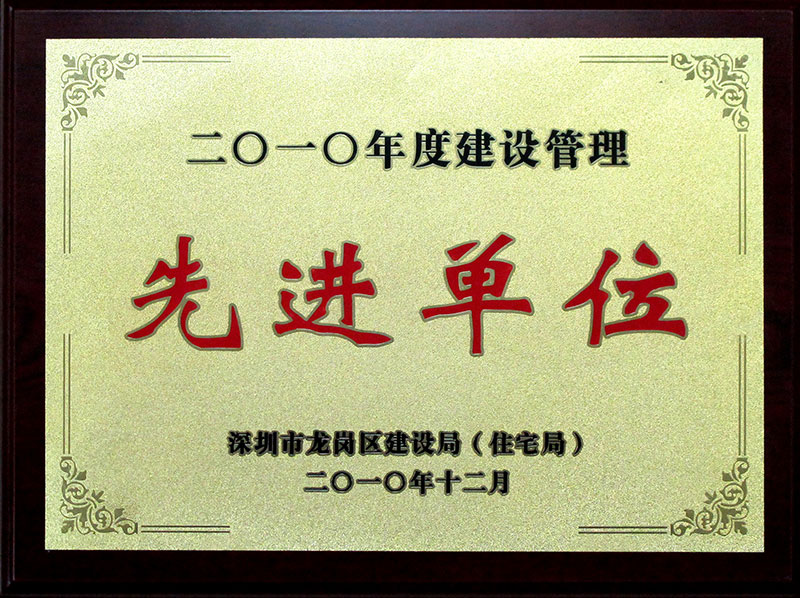 二〇一〇年度建设管理
先进单位
深圳市龙岗区建设局（住宅局）
二〇一〇年十二月